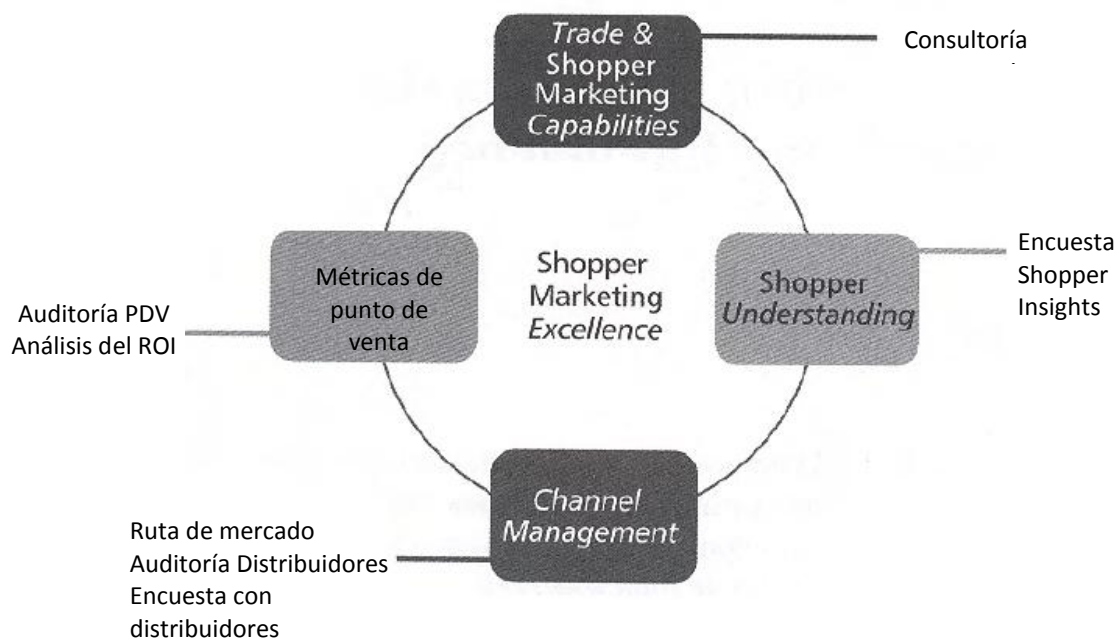 Trade &
Shopper
Marketing
Capabilities
Consultoría
Shopper
Marketing
Excellence
Métricas de
punto de
venta
Shopper
Understanding
Encuesta
Shopper
Insights
Auditoría PDV
Análisis del ROI
Channel
Management
Ruta de mercado
Auditoría Distribuidores
Encuesta con
distribuidores